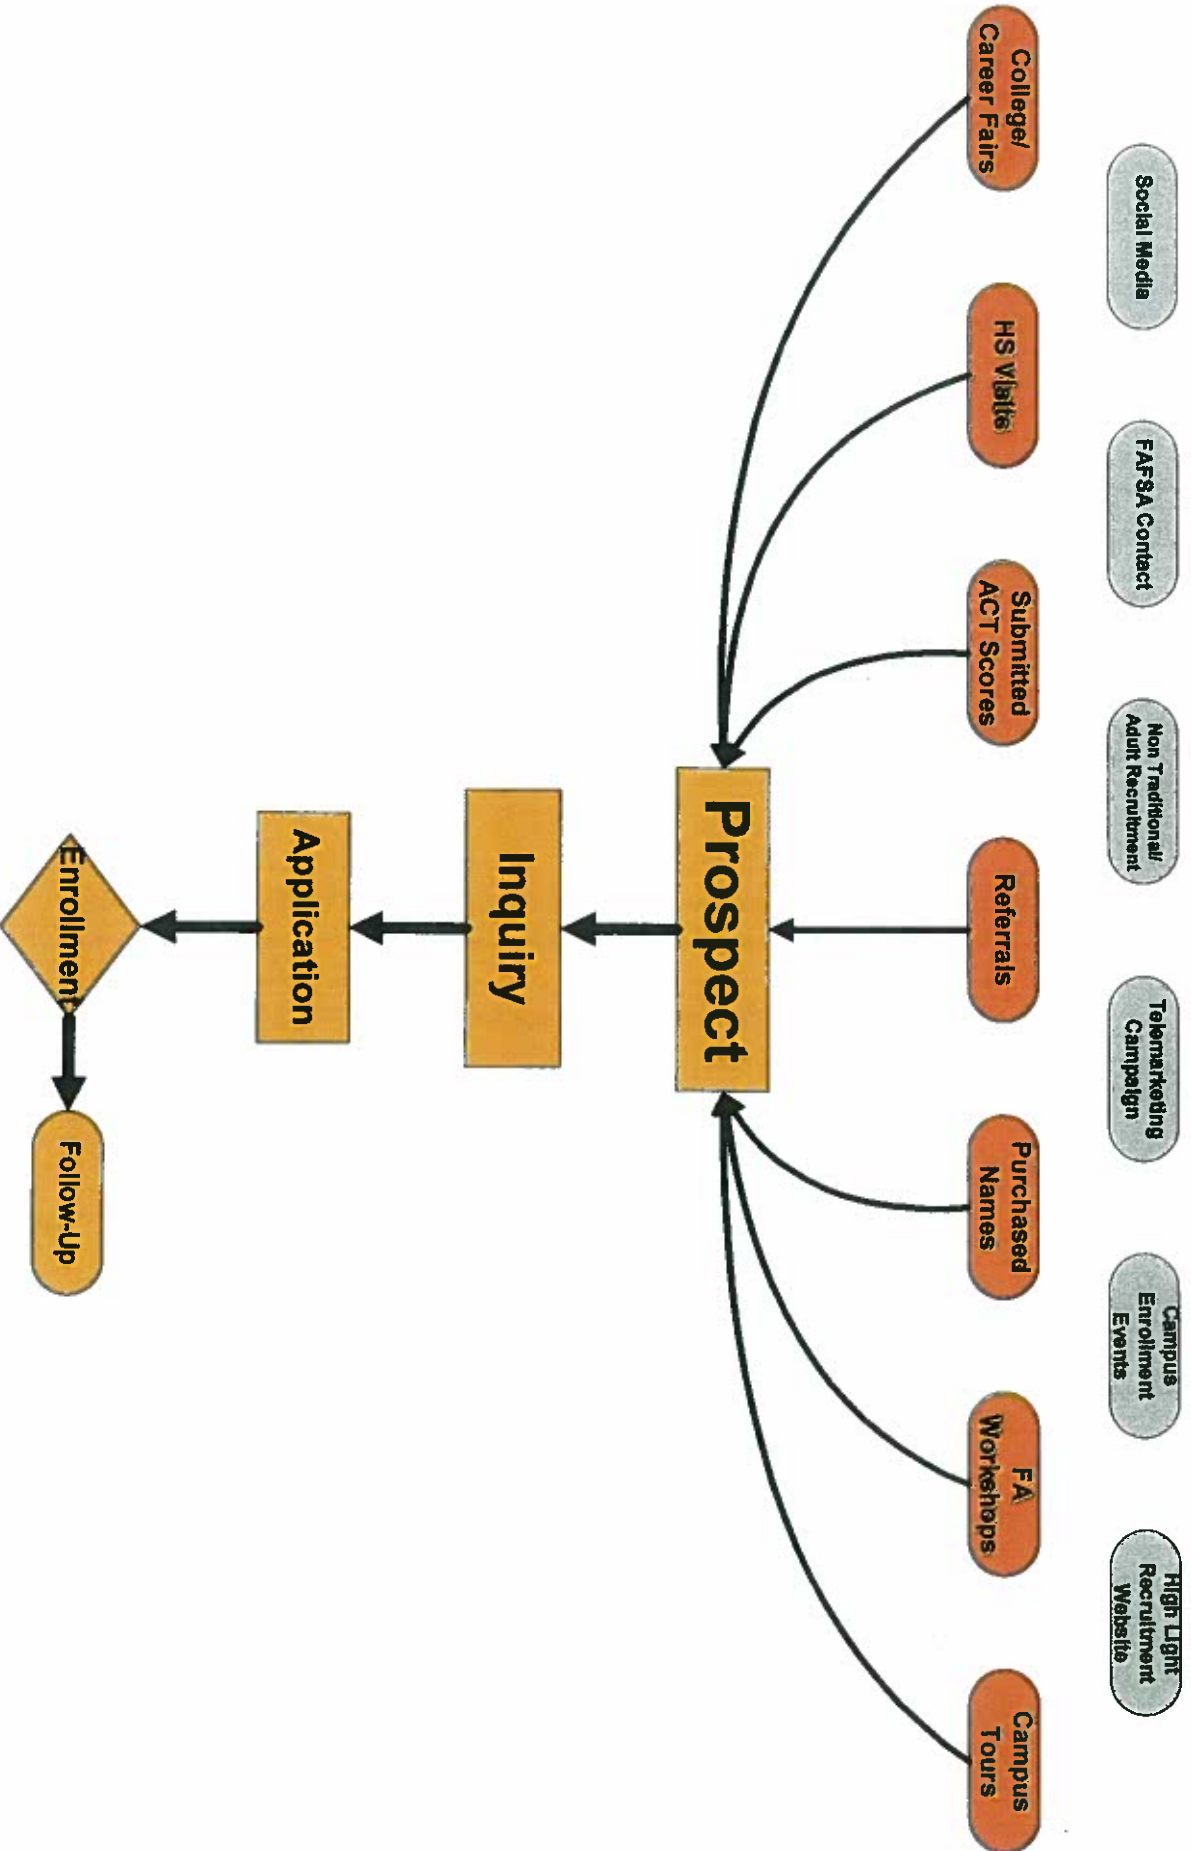 Social Media
FAFSA Contact
Non Traditional/
Adult Recruitment
Telemarketing
Campaign
Campus
Enrollment
Events
High Light
Recruitment
Website
College/
Career Fairs
HS Visits
Submitted
ACT Scores
Referrals
Purchased
Names
FA
Workshops
Campus
Tours
Prospect
Inquiry
Application
Enrollment
Follow-Up